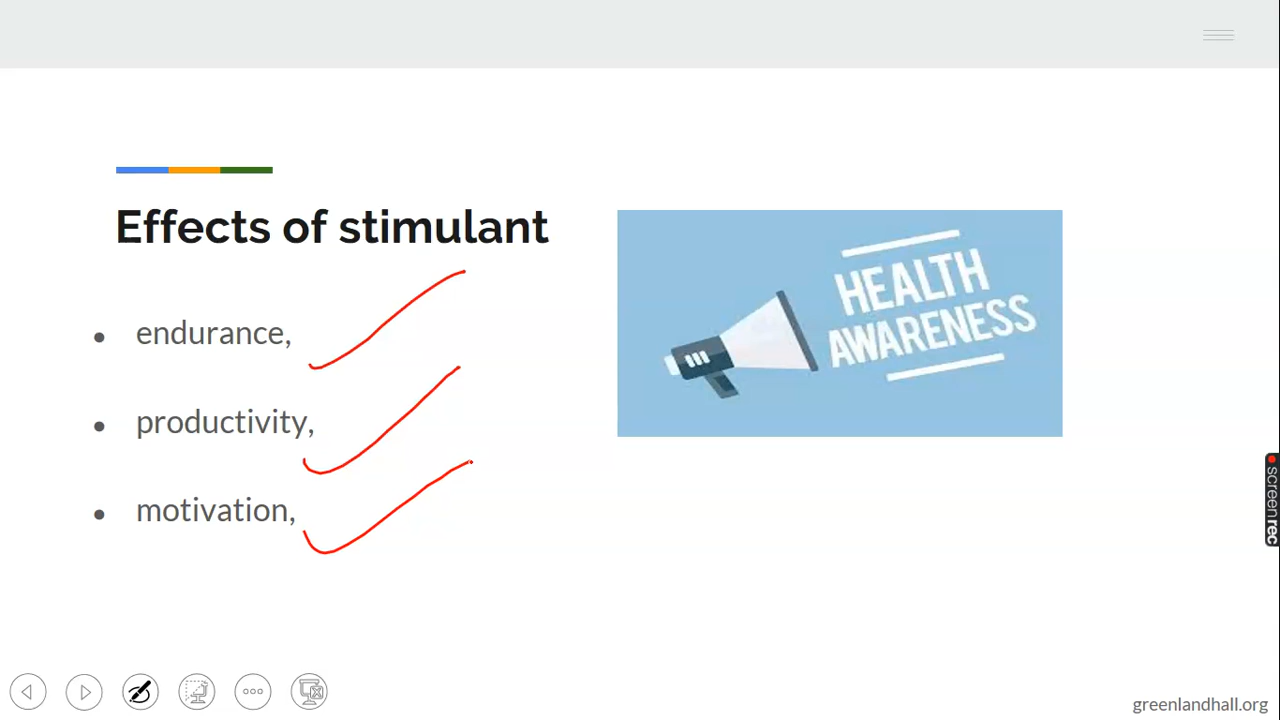 Effects of stimulant
endurance,
productivity,
motivation,
HEALTH
AWARENESS
screenrec
greenlandhall.org